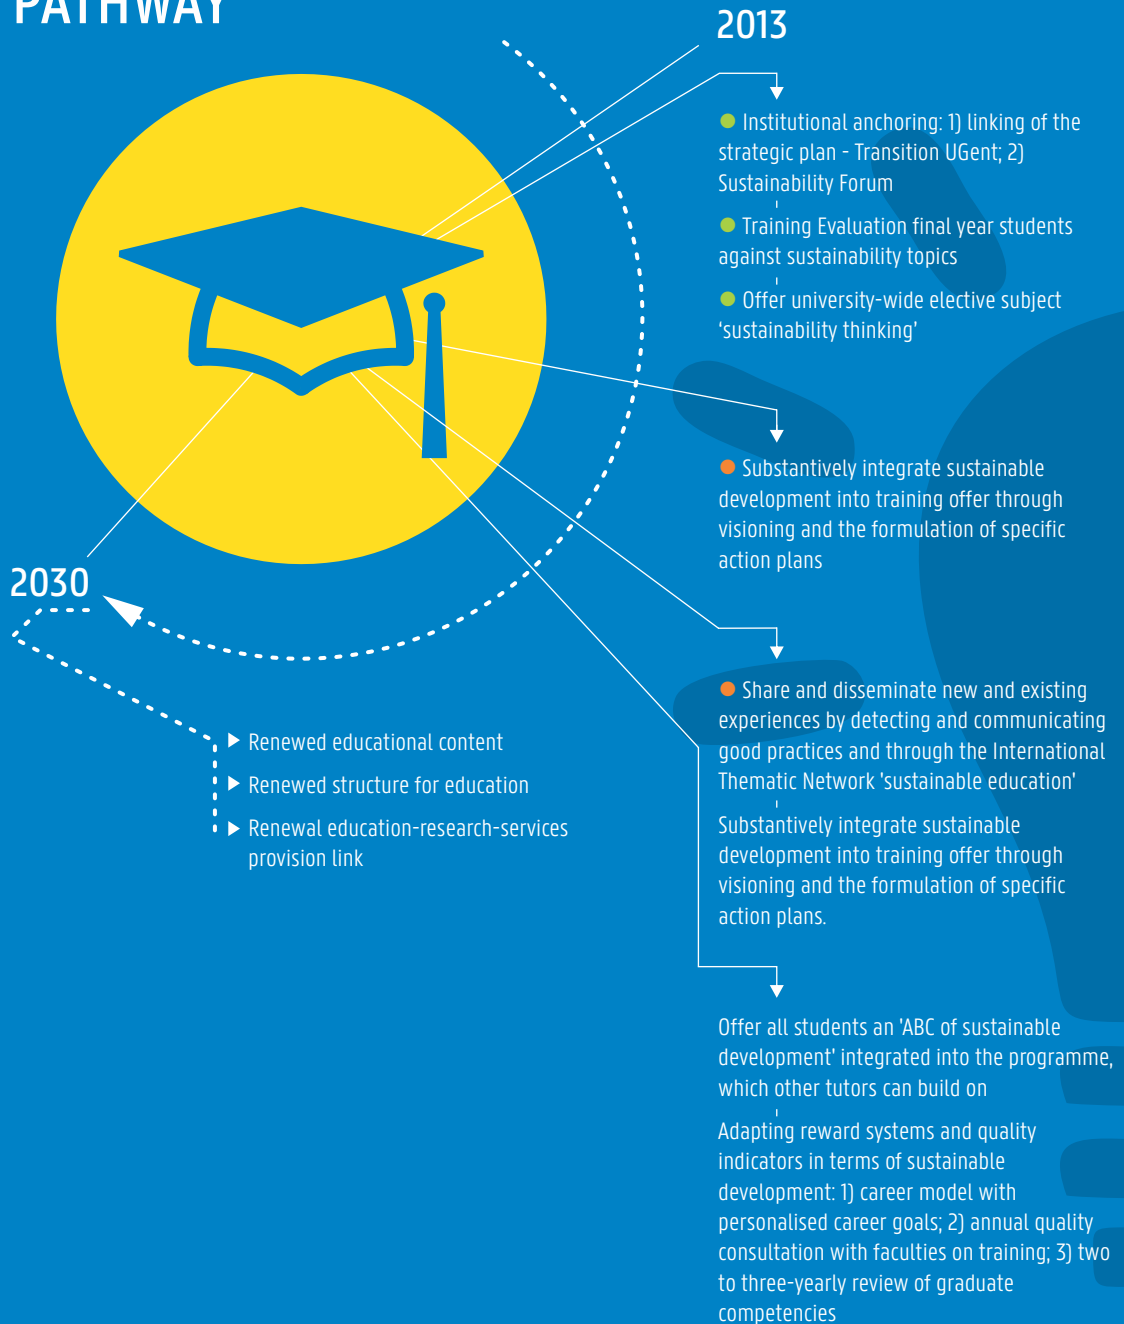 PATHWAY
2013
Institutional anchoring: 1) linking of the
strategic plan - Transition UGent; 2)
Sustainability Forum
Training Evaluation final year students
against sustainability topics
Offer university-wide elective subject
‘sustainability thinking’
Substantively integrate sustainable
development into training offer through
visioning and the formulation of specific
action plans
Share and disseminate new and existing
experiences by detecting and communicating
good practices and through the International
Thematic Network 'sustainable education'
Substantively integrate sustainable
development into training offer through
visioning and the formulation of specific
action plans.
Offer all students an 'ABC of sustainable
development' integrated into the programme,
which other tutors can build on
Adapting reward systems and quality
indicators in terms of sustainable
development: 1) career model with
personalised career goals; 2) annual quality
consultation with faculties on training; 3) two
to three-yearly review of graduate
competencies
2030
Renewed educational content
Renewed structure for education
Renewal education-research-services
provision link